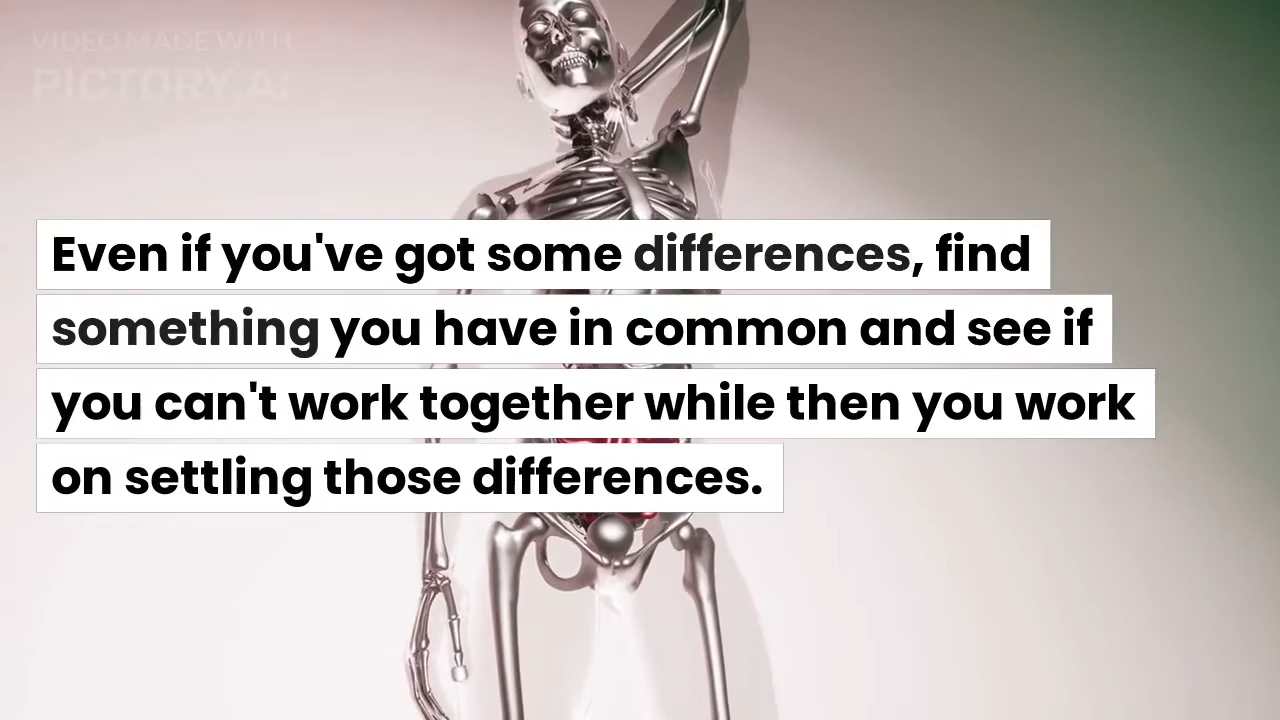 VIDEO MADE WITH
PICTORY.AI
Even if you've got some differences, find
something you have in common and see if
you can't work together while then you work
on settling those differences.